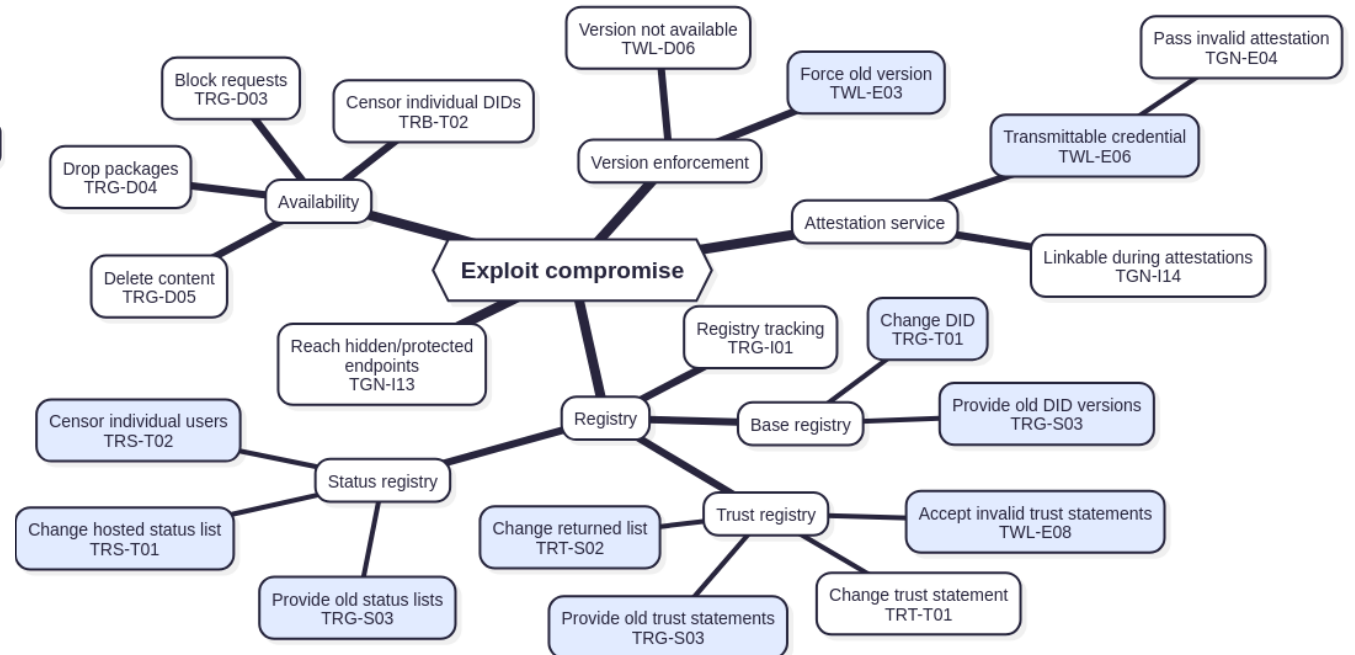 Version not available
TWL-D06
Pass invalid attestation
TGN-E04
Block requests
TRG-D03
Censor individual DIDs
TRB-T02
Force old version
TWL-E03
Transmittable credential
TWL-E06
Drop packages
TRG-D04
Version enforcement
Availability
Attestation service
Delete content
TRG-D05
Exploit compromise
Linkable during attestations
TGN-I14
Reach hidden/protected
endpoints
TGN-I13
Registry tracking
TRG-I01
Change DID
TRG-T01
Censor individual users
TRS-T02
Registry
Base registry
Provide old DID versions
TRG-S03
Status registry
Change hosted status list
TRS-T01
Change returned list
TRT-S02
Trust registry
Accept invalid trust statements
TWL-E08
Provide old status lists
TRG-S03
Provide old trust statements
TRG-S03
Change trust statement
TRT-T01